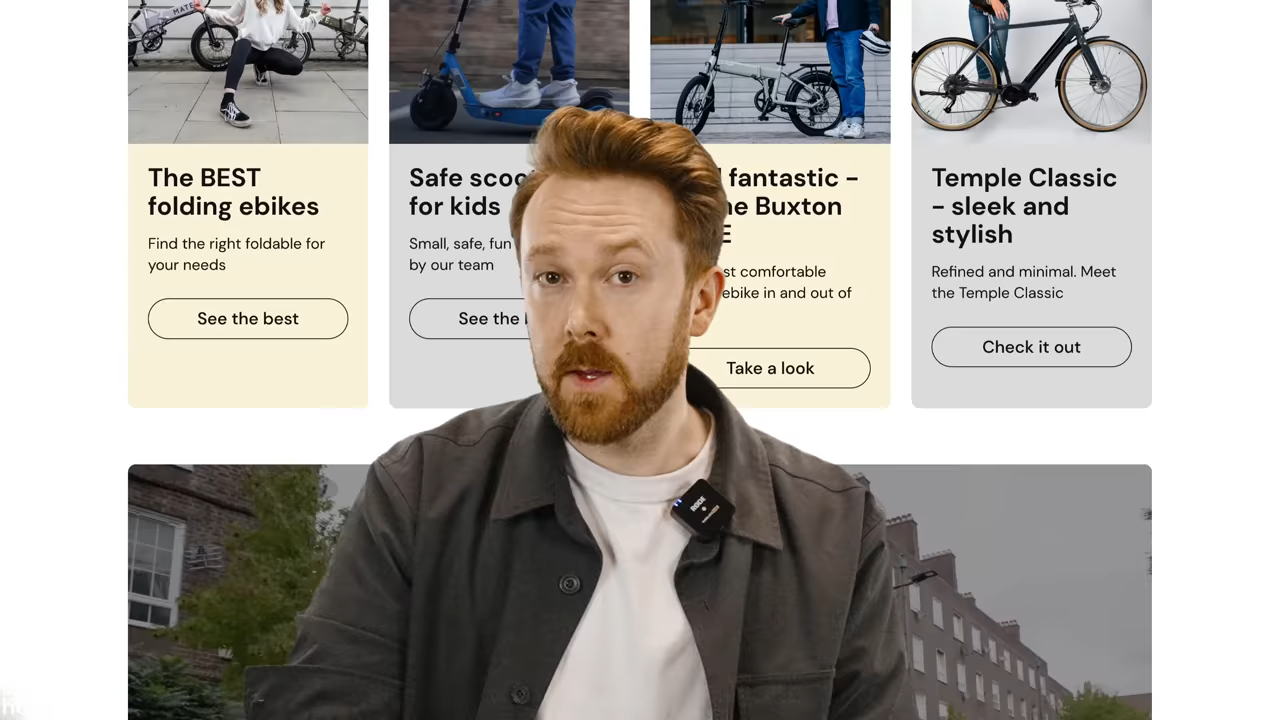 MATE
The BEST
folding ebikes
Find the right foldable for
your needs
See the best
Safe
for kids
Small, safe, fun
by our team
See the
fantastic -
Buxton
comfortable
ebike in and out of
Take a look
Temple Classic
- sleek and
stylish
Refined and minimal. Meet
the Temple Classic
Check it out
RØDE